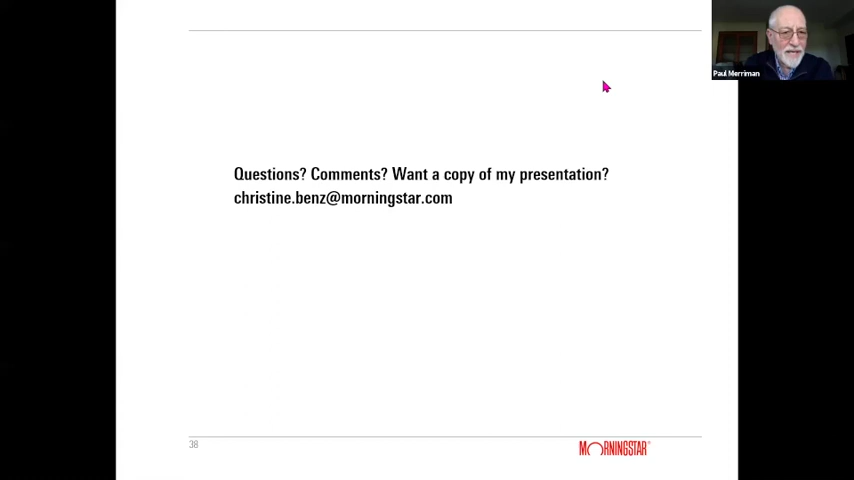 Paul Merriman
Questions? Comments? Want a copy of my presentation?
christine.benz@morningstar.com
38
MORNINGSTAR®